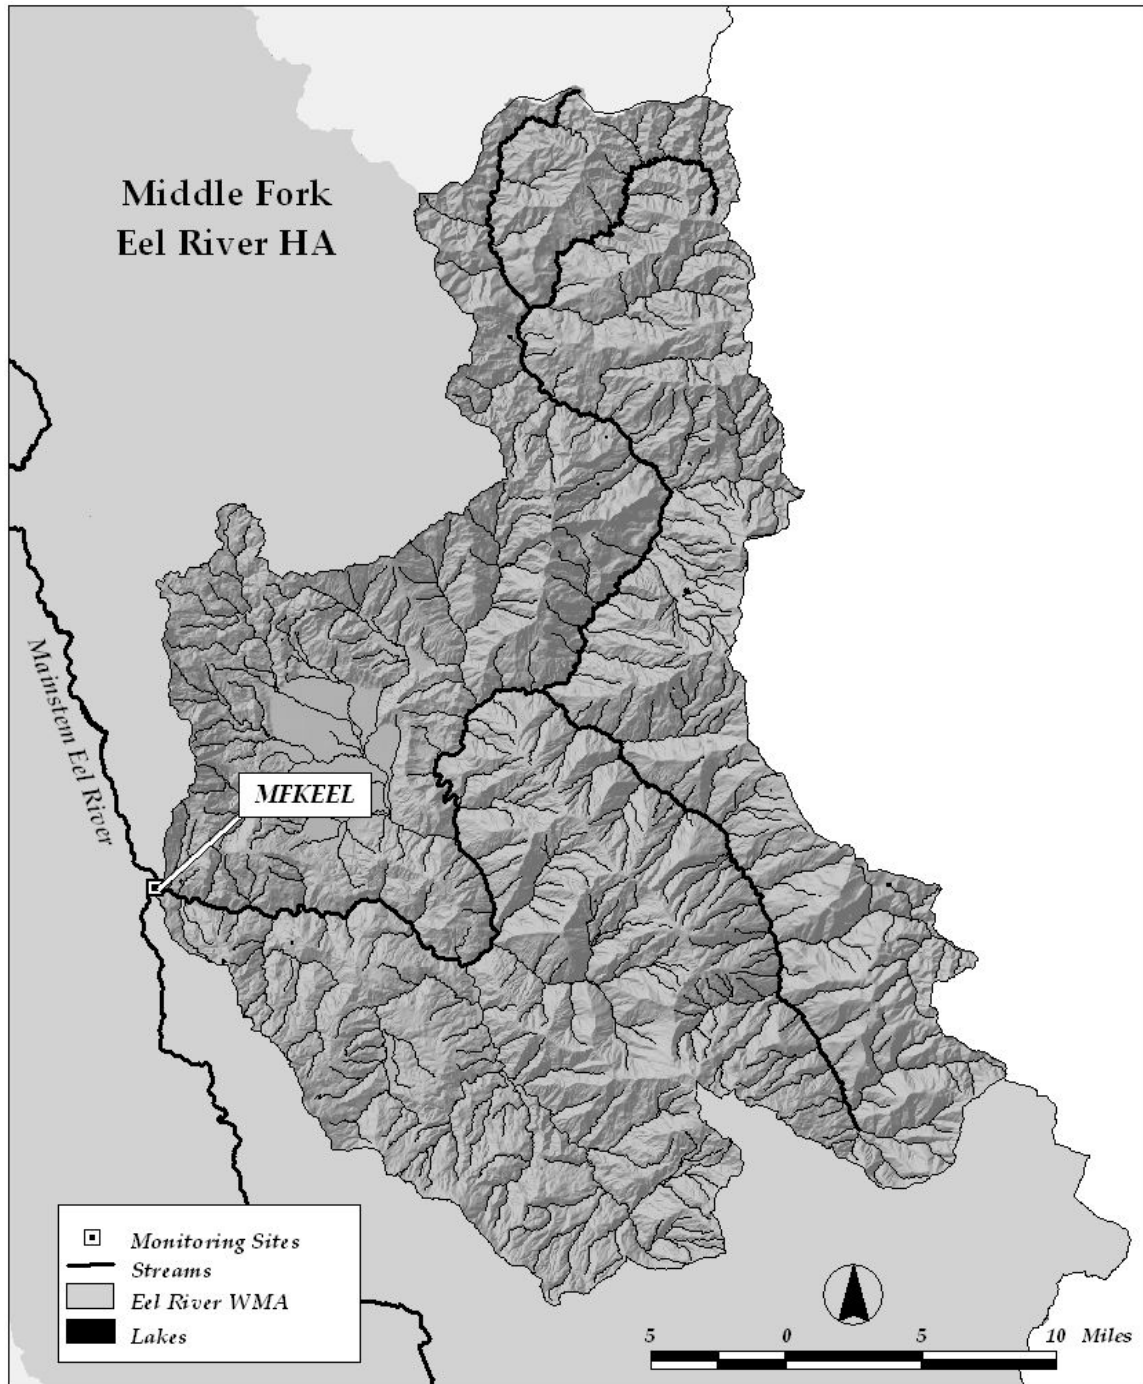 Middle Fork
Eel River HA
Mainstem Eel River
MFKEEL
Monitoring Sites
Streams
Eel River WMA
Lakes
5 0 5 10 Miles